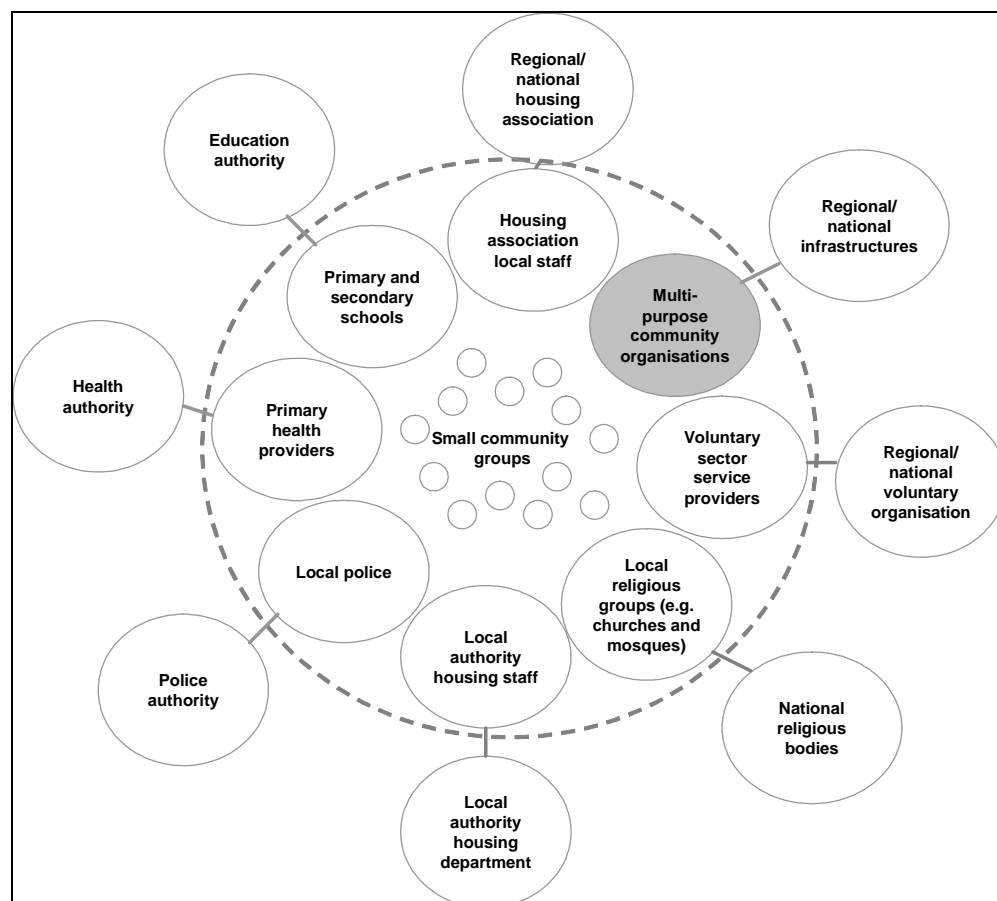 Regional/
national
housing
association
Education
authority
Regional/
national
infrastructures
Housing
association
local staff
Primary and
secondary
schools
Multi-
purpose
community
organisations
Health
authority
Primary
health
providers
Small community
groups
Voluntary
sector
service
providers
Regional/
national
voluntary
organisation
Local police
Local
religious
groups (e.g.
churches and
mosques)
Local
authority
housing staff
Police
authority
National
religious
bodies
Local
authority
housing
department